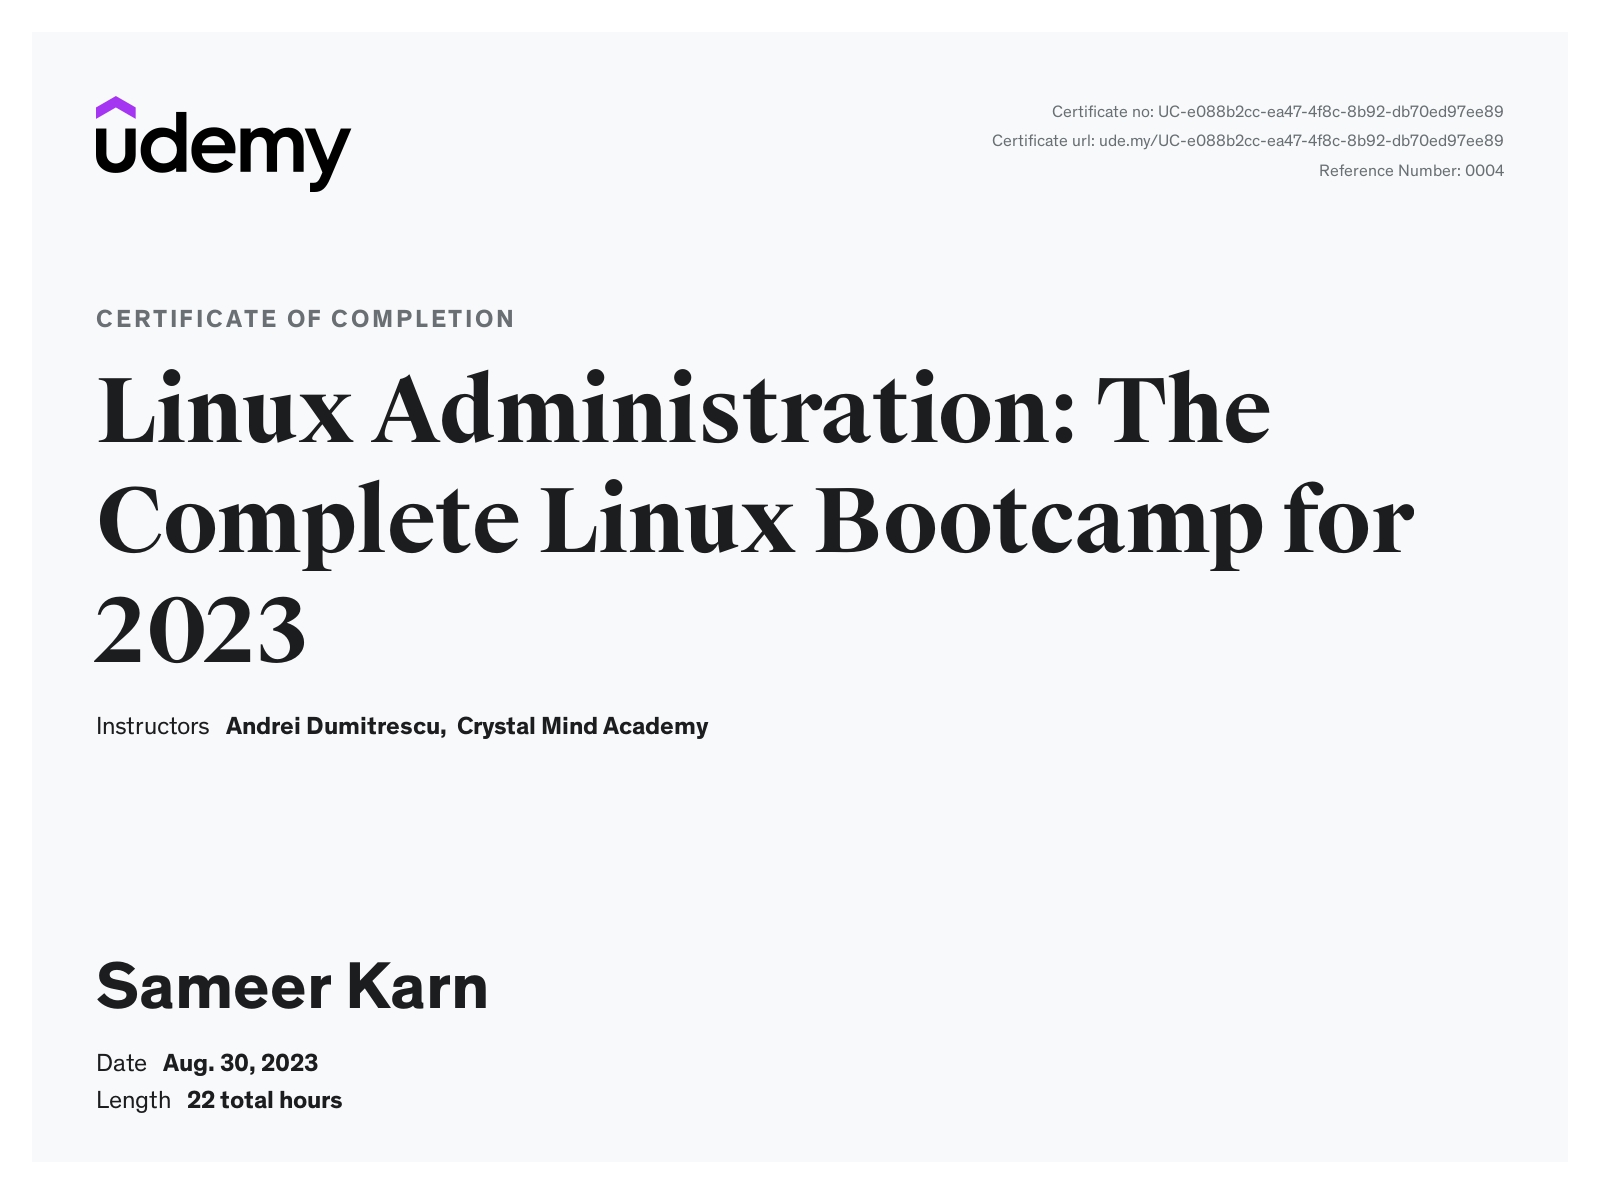 udemy
Certificate no: UC-e088b2cc-ea47-4f8c-8b92-db70ed97ee89
Certificate url: ude.my/UC-e088b2cc-ea47-4f8c-8b92-db70ed97ee89
Reference Number: 0004
CERTIFICATE OF COMPLETION
Linux Administration: The
Complete Linux Bootcamp for
2023
Instructors Andrei Dumitrescu, Crystal Mind Academy
Sameer Karn
Date Aug. 30, 2023
Length 22 total hours